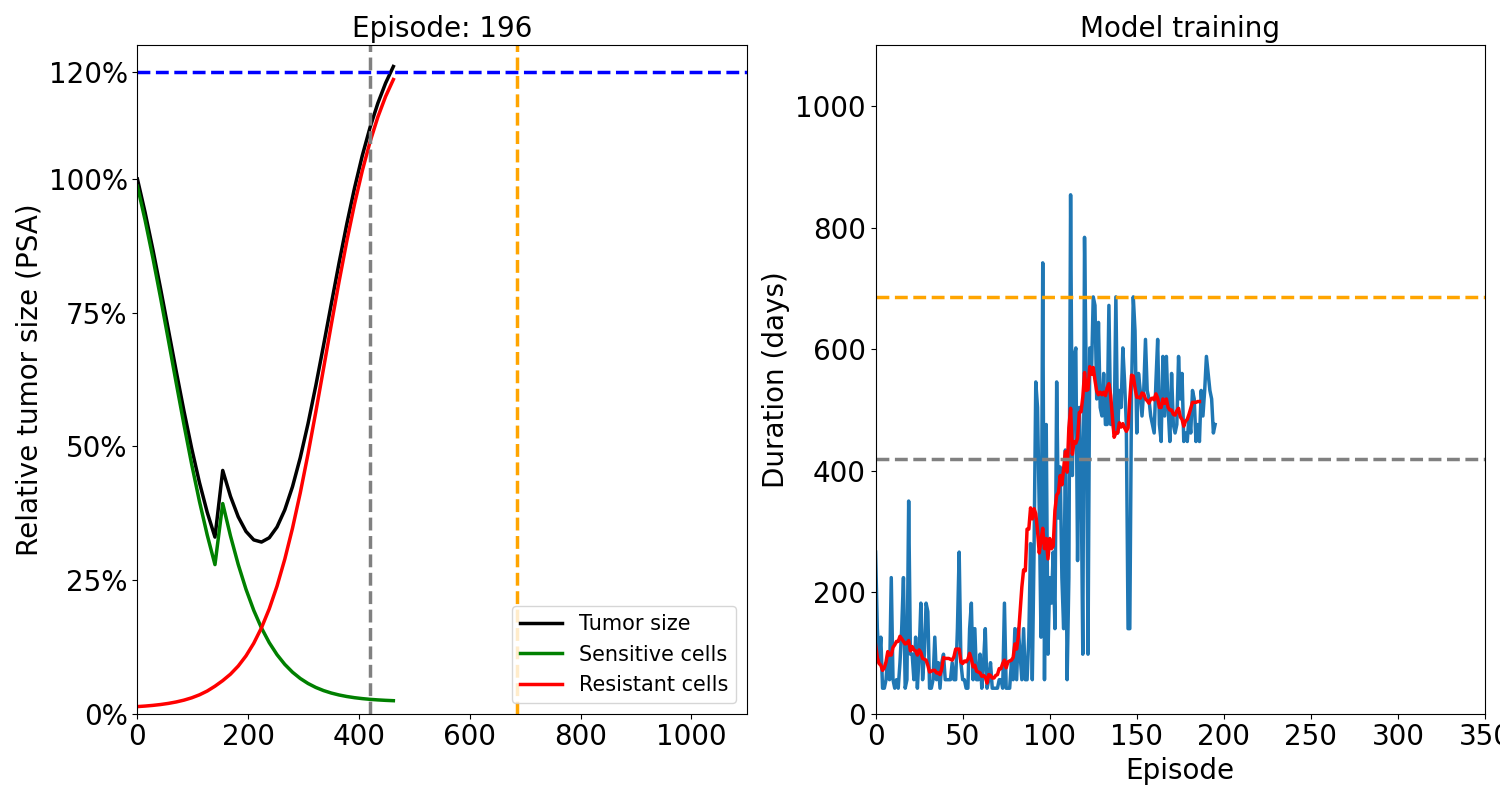 Episode: 196
Relative tumor size (PSA)
120%
100%
75%
50%
25%
0%
0 200 400 600 800 1000
Tumor size
Sensitive cells
Resistant cells
Model training
Duration (days)
1000
800
600
400
200
0
0 50 100 150 200 250 300 350
Episode